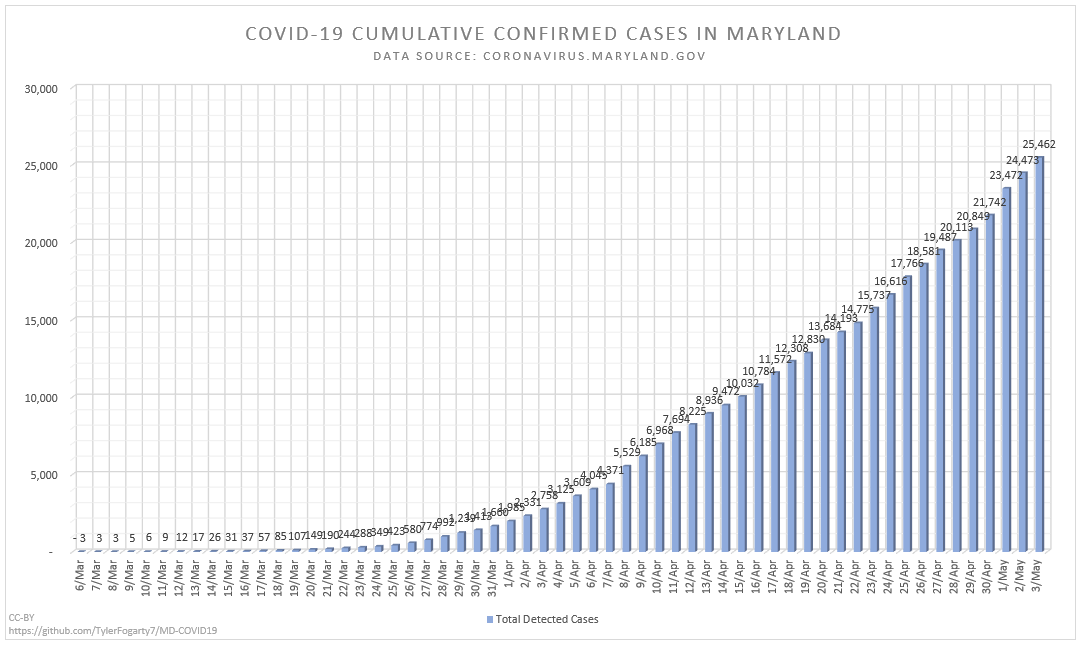 COVID-19 CUMULATIVE CONFIRMED CASES IN MARYLAND
DATA SOURCE: CORONAVIRUS.MARYLAND.GOV
30,000
25,000
20,000
15,000
10,000
5,000
-
- 3 3 3 5 6 9 12 17 26 31 37 57 85 107 149 190 244 288 349 423 580 774 992 1,239 1,413 1,660 1,985 2,331 2,758 3,125 3,609 4,045 4,371 5,529 6,185 6,968 7,694 8,225 8,936 9,472 10,032 10,784 11,572 12,308 12,830 13,684 14,193 14,775 15,737 16,616 17,766 18,581 19,487 20,113 20,849 21,742 23,472 24,473 25,462
6/Mar 7/Mar 8/Mar 9/Mar 10/Mar 11/Mar 12/Mar 13/Mar 14/Mar 15/Mar 16/Mar 17/Mar 18/Mar 19/Mar 20/Mar 21/Mar 22/Mar 23/Mar 24/Mar 25/Mar 26/Mar 27/Mar 28/Mar 29/Mar 30/Mar 31/Mar 1/Apr 2/Apr 3/Apr 4/Apr 5/Apr 6/Apr 7/Apr 8/Apr 9/Apr 10/Apr 11/Apr 12/Apr 13/Apr 14/Apr 15/Apr 16/Apr 17/Apr 18/Apr 19/Apr 20/Apr 21/Apr 22/Apr 23/Apr 24/Apr 25/Apr 26/Apr 27/Apr 28/Apr 29/Apr 30/Apr 1/May 2/May 3/May
Total Detected Cases
CC-BY
https://github.com/TylerFogarty7/MD-COVID19